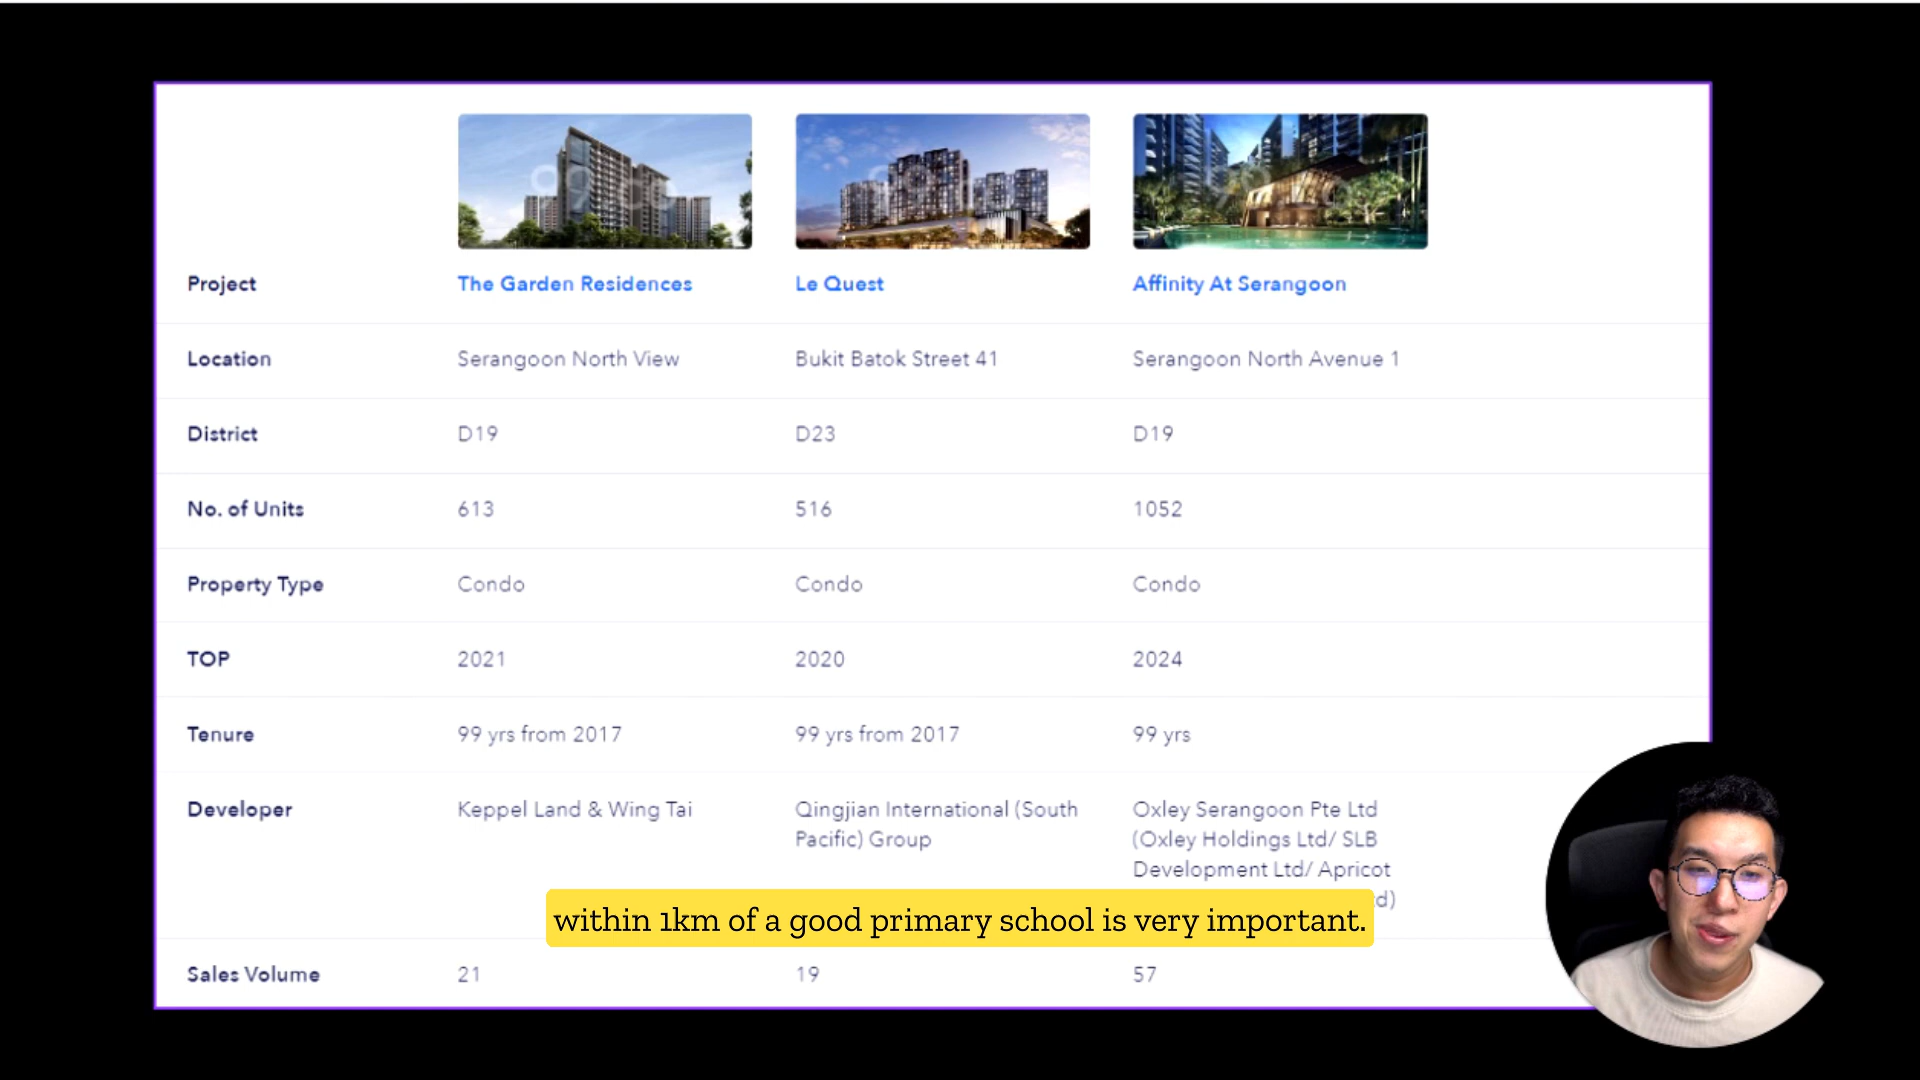 99.co
Project The Garden Residences Le Quest Affinity At Serangoon
Location Serangoon North View Bukit Batok Street 41 Serangoon North Avenue 1
District D19 D23 D19
No. of Units 613 516 1052
Property Type Condo Condo Condo
TOP 2021 2020 2024
Tenure 99 yrs from 2017 99 yrs from 2017 99 yrs
Developer Keppel Land & Wing Tai Qingjian International (South Oxley Serangoon Pte Ltd
Pacific) Group (Oxley Holdings Ltd/ SLB
Development Ltd/ Apricot
within 1km of a good primary school is very important.
Sales Volume 21 19 57